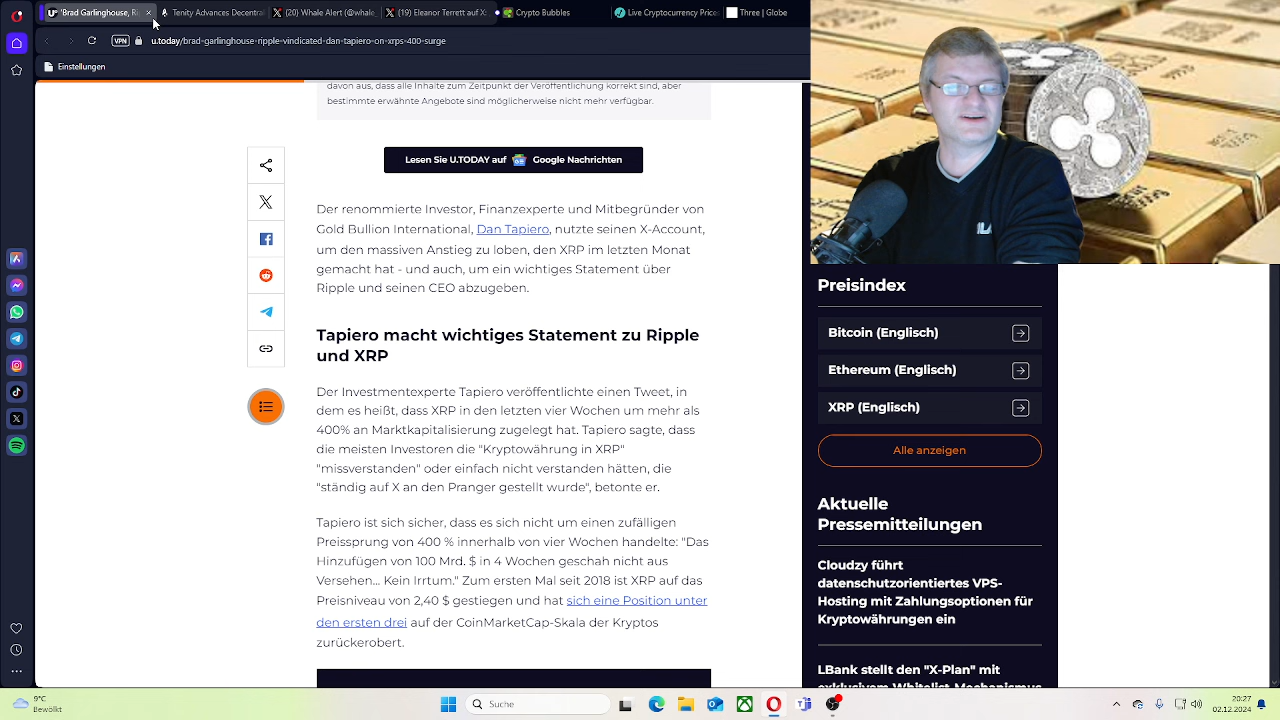 'Brad Garlinghouse, Ri
Tenity Advances Decentral
(20) Whale Alert (@whale_
(19) Eleanor Terrett (
Crypto Bubbles
Live Cryptocurrency Price
Three | Globe
VPN
u.today/brad-garlinghouse-ripple-vindicated-dan-tapiero-on-xrps-400-surge
Einstellungen
davon aus, dass alle Inhalte zum Zeitpunkt der Veröffentlichung korrekt sind, aber
bestimmte erwähnte Angebote sind möglicherweise nicht mehr verfügbar.
Lesen Sie U.TODAY auf Google Nachrichten
Der renommierte Investor, Finanzexperte und Mitbegründer von
Gold Bullion International, Dan Tapiero, nutzte seinen X-Account,
um den massiven Anstieg zu loben, den XRP im letzten Monat
gemacht hat - und auch, um ein wichtiges Statement über
Ripple und seinen CEO abzugeben.
Tapiero macht wichtiges Statement zu Ripple
und XRP
Der Investmentexperte Tapiero veröffentlichte einen Tweet, in
dem es heißt, dass XRP in den letzten vier Wochen um mehr als
400% an Marktkapitalisierung zugelegt hat. Tapiero sagte, dass
die meisten Investoren die "Kryptowährung in XRP"
"missverstanden" oder einfach nicht verstanden hätten, die
"ständig auf X an den Pranger gestellt wurde", betonte er.
Tapiero ist sich sicher, dass es sich nicht um einen zufälligen
Preissprung von 400 % innerhalb von vier Wochen handelte: "Das
Hinzufügen von 100 Mrd. $ in 4 Wochen geschah nicht aus
Versehen... Kein Irrtum." Zum ersten Mal seit 2018 ist XRP auf das
Preisniveau von 2,40 $ gestiegen und hat sich eine Position unter
den ersten drei auf der CoinMarketCap-Skala der Kryptos
zurückerobert.
Preisindex
Bitcoin (Englisch)
Ethereum (Englisch)
XRP (Englisch)
Alle anzeigen
Aktuelle
Pressemitteilungen
Cloudzy führt
datenschutzorientiertes VPS-
Hosting mit Zahlungsoptionen für
Kryptowährungen ein
LBank stellt den "X-Plan" mit
exklusivem Whitelist-Mechanismus
9°C
Bewölkt
Suche
20:27
02.12.2024